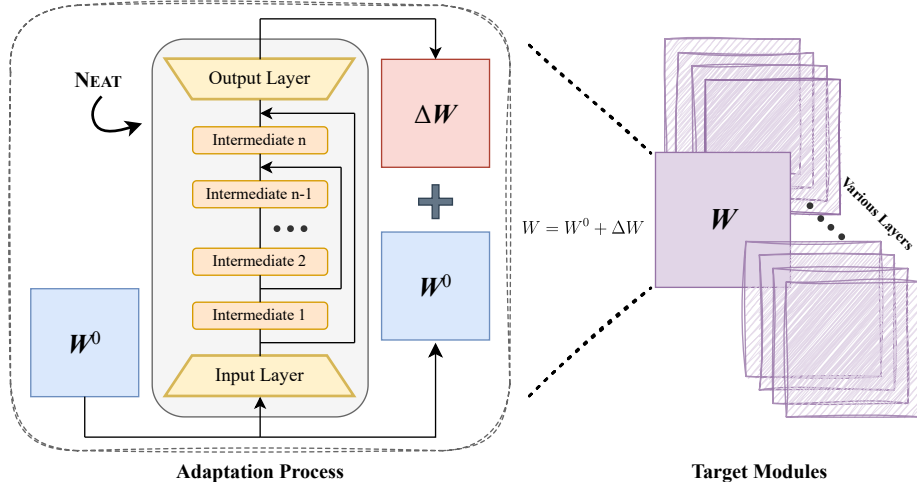 NEAT
Output Layer
Intermediate n
Intermediate n-1
Intermediate 2
Intermediate 1
Input Layer
W⁰
ΔW
W⁰
W = W⁰ + ΔW
W
Various Layers
Adaptation Process
Target Modules